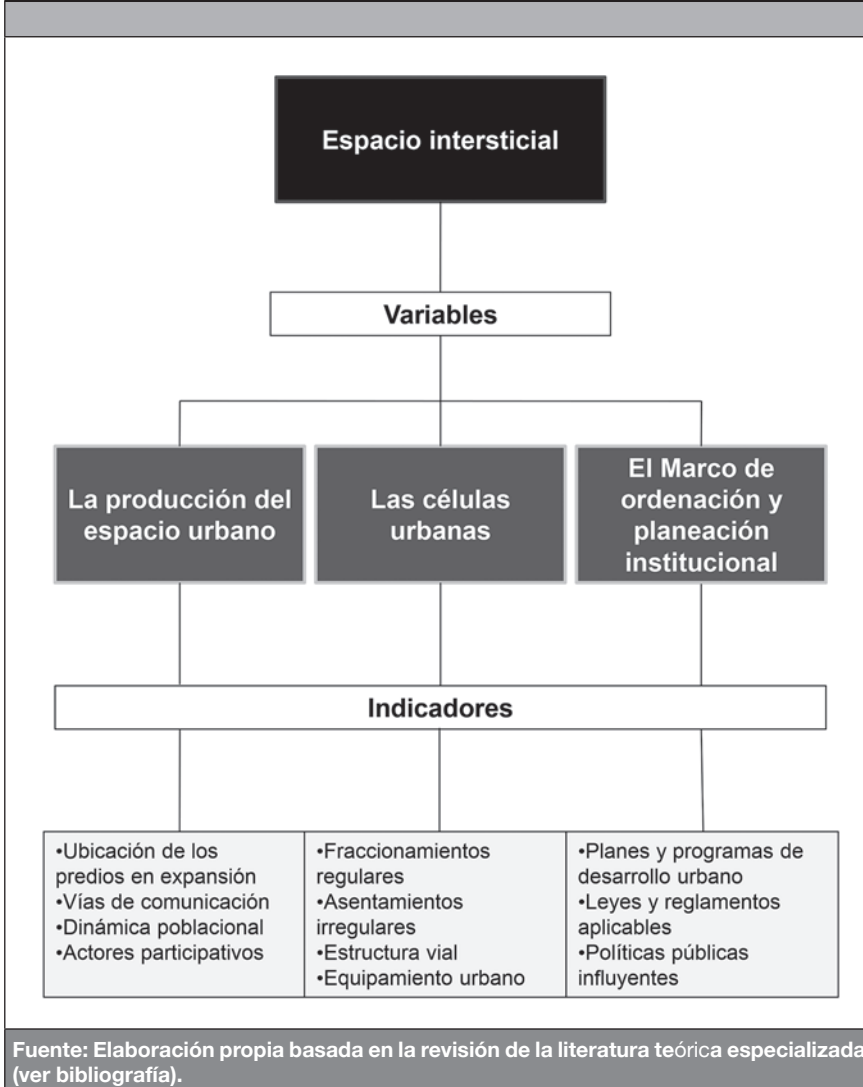 Espacio intersticial
Variables
La producción del
espacio urbano
Las células
urbanas
El Marco de
ordenación y
planeación
institucional
Indicadores
•Ubicación de los
predios en expansión
•Vías de comunicación
•Dinámica poblacional
•Actores participativos
•Fraccionamientos
regulares
•Asentamientos
irregulares
•Estructura vial
•Equipamiento urbano
•Planes y programas de
desarrollo urbano
•Leyes y reglamentos
aplicables
•Políticas públicas
influyentes
Fuente: Elaboración propia basada en la revisión de la literatura teórica especializada
(ver bibliografía).